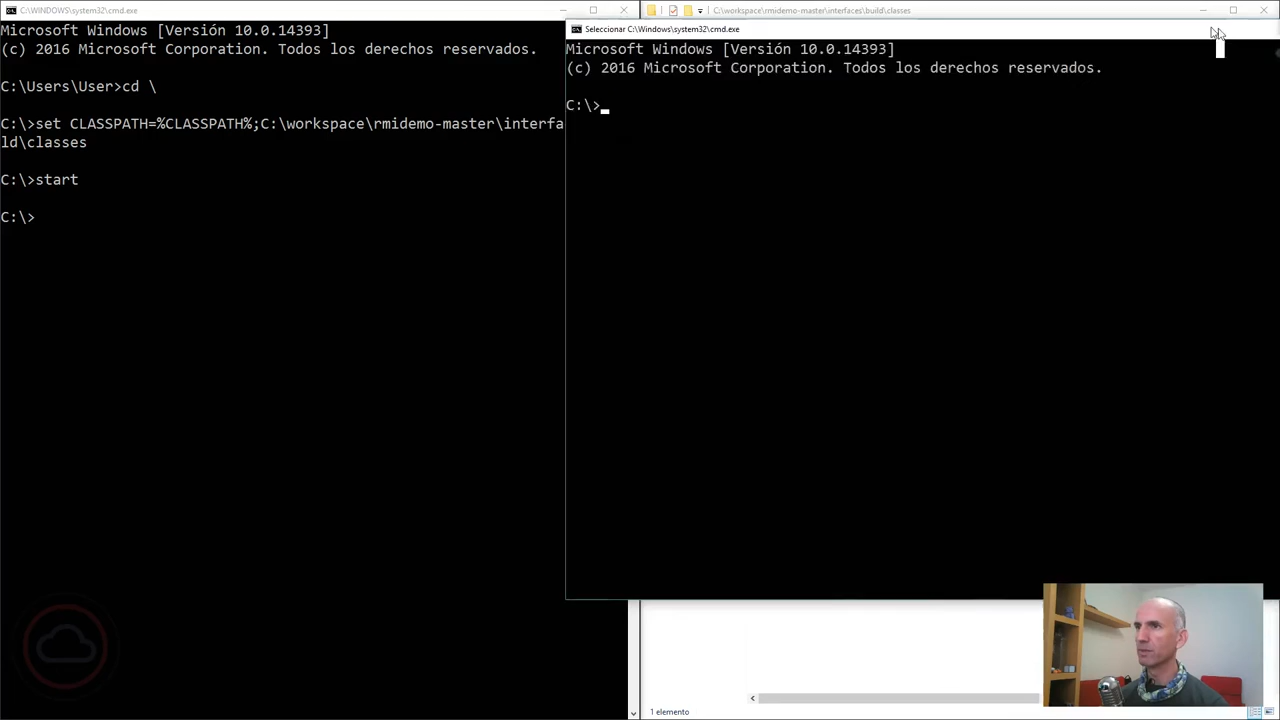 C:\WINDOWS\system32\cmd.exe
Microsoft Windows [Versión 10.0.14393]
(c) 2016 Microsoft Corporation. Todos los derechos reservados.
C:\Users\User>cd \
C:\>set CLASSPATH=%CLASSPATH%;C:\workspace\rmidemo-master\interfa
ld\classes
C:\>start
C:\>
C:\workspace\rmidemo-master\interfaces\build\classes
Seleccionar C:\Windows\system32\cmd.exe
Microsoft Windows [Versión 10.0.14393]
(c) 2016 Microsoft Corporation. Todos los derechos reservados.
C:\>
1 elemento